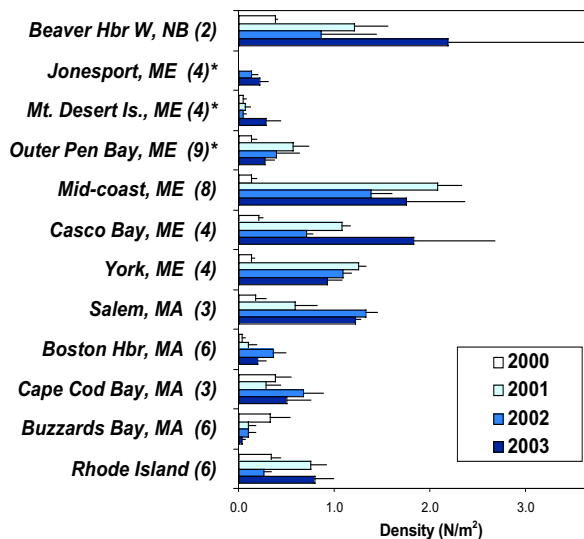 Beaver Hbr W, NB (2)
Jonesport, ME (4)*
Mt. Desert Is., ME (4)*
Outer Pen Bay, ME (9)*
Mid-coast, ME (8)
Casco Bay, ME (4)
York, ME (4)
Salem, MA (3)
Boston Hbr, MA (6)
Cape Cod Bay, MA (3)
Buzzards Bay, MA (6)
Rhode Island (6)
2000
2001
2002
2003
0.0 1.0 2.0 3.0
Density (N/m²)